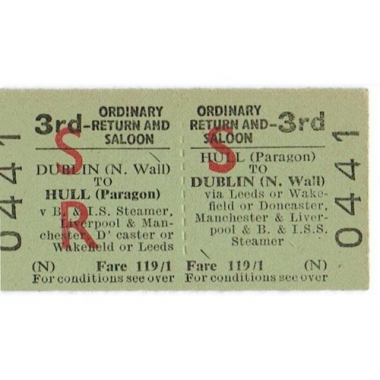 0441
ORDINARY
3rd-RETURN AND
SALOON
S
DUBLIN (N. Wall)
TO
HULL (Paragon)
v B. & I.S. Steamer,
Liverpool & Man-
chester, D'caster or
Wakefield or Leeds
R
(N) Fare 119/1
For conditions see over
ORDINARY
RETURN AND-3rd
SALOON
S
HULL (Paragon)
TO
DUBLIN (N. Wall)
via Leeds or Wake-
field or Doncaster,
Manchester & Liver-
pool & B. & I.S.S.
Steamer
Fare 119/1 (N)
For conditions see over
0441